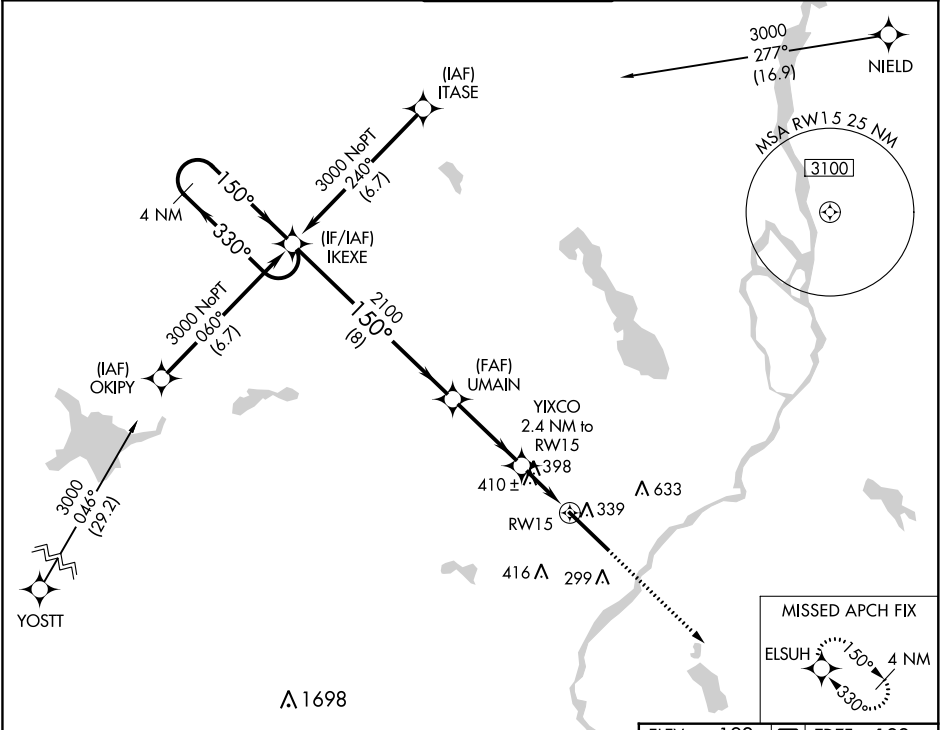 3000
277°
(16.9)
NIELD
(IAF)
ITASE
MSA RW15 25 NM
3100
3000 NoPT
240°
(6.7)
150°
4 NM
330°
(IF/IAF)
IKEXE
2100
150°
(8)
3000 NoPT
060°
(6.7)
(IAF)
OKIPY
(FAF)
UMAIN
YIXCO
2.4 NM to
RW15
398
410 ±
633
339
RW15
3000
046°
(29.2)
416
299
YOSTT
MISSED APCH FIX
ELSUH
150°
4 NM
330°
1698